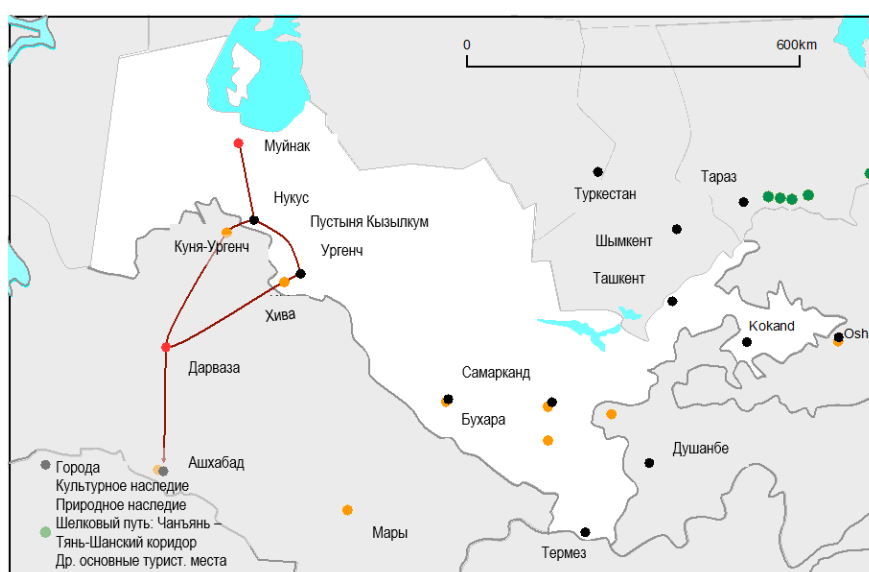 0
600km
Муйнак
Тараз
Туркестан
Нукус
Пустыня Кызылкум
Шымкент
Куня-Ургенч
Ургенч
Ташкент
Хива
Kokand
Osh
Дарваза
Самарканд
Бухара
Душанбе
Ашхабад
Города
Культурное наследие
Природное наследие
Шелковый путь: Чанъянь –
Тянь-Шанский коридор
Др. основные турист. места
Мары
Термез